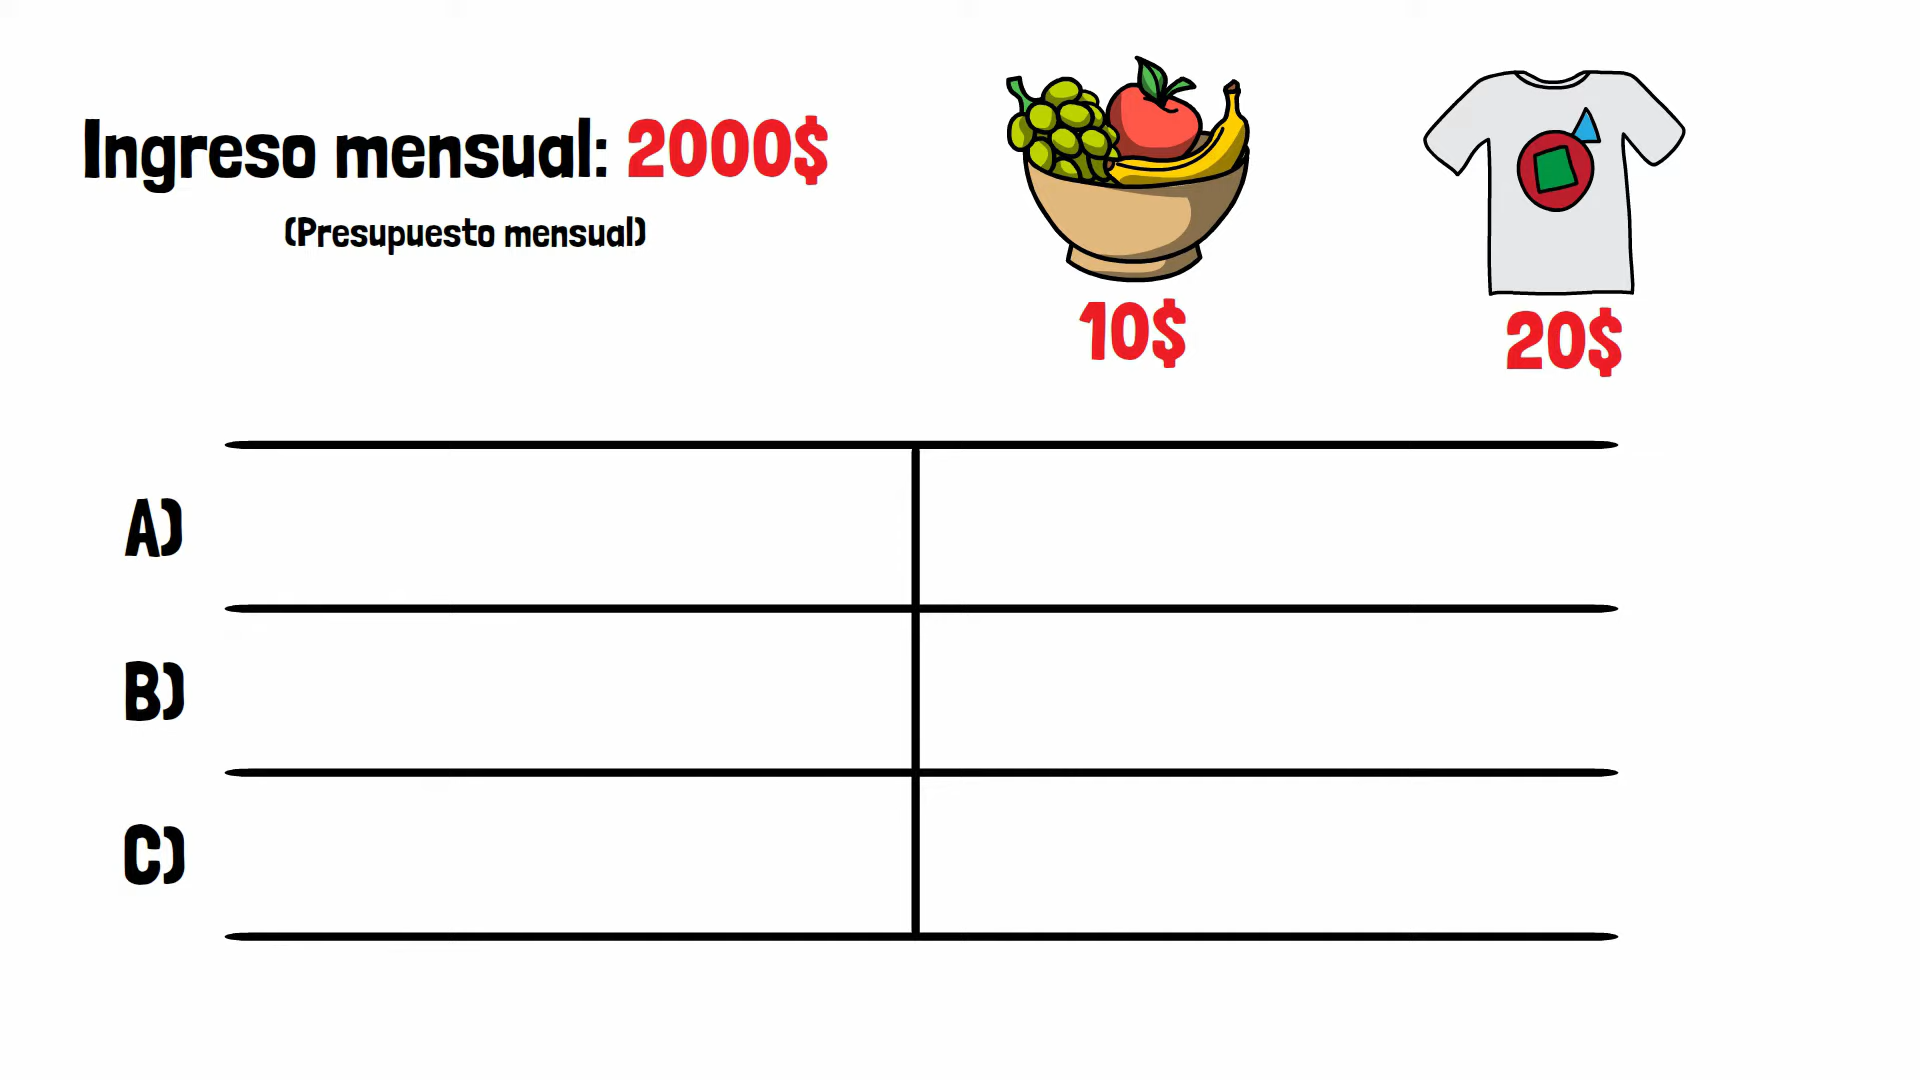 Ingreso mensual: 2000$
(Presupuesto mensual)
10$
20$
A)
B)
C)